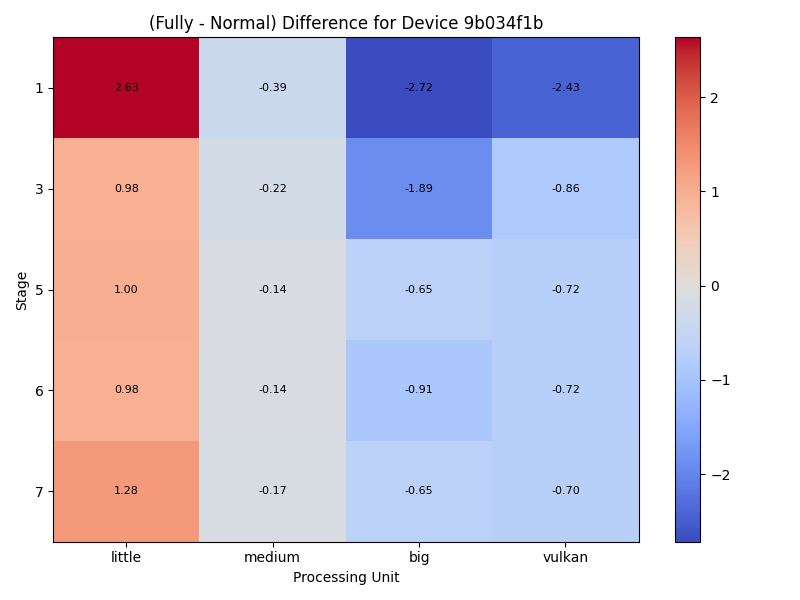 (Fully - Normal) Difference for Device 9b034f1b
Stage
1 2.63 -0.39 -2.72 -2.43
3 0.98 -0.22 -1.89 -0.86
5 1.00 -0.14 -0.65 -0.72
6 0.98 -0.14 -0.91 -0.72
7 1.28 -0.17 -0.65 -0.70
little medium big vulkan
Processing Unit
2
1
0
−1
−2